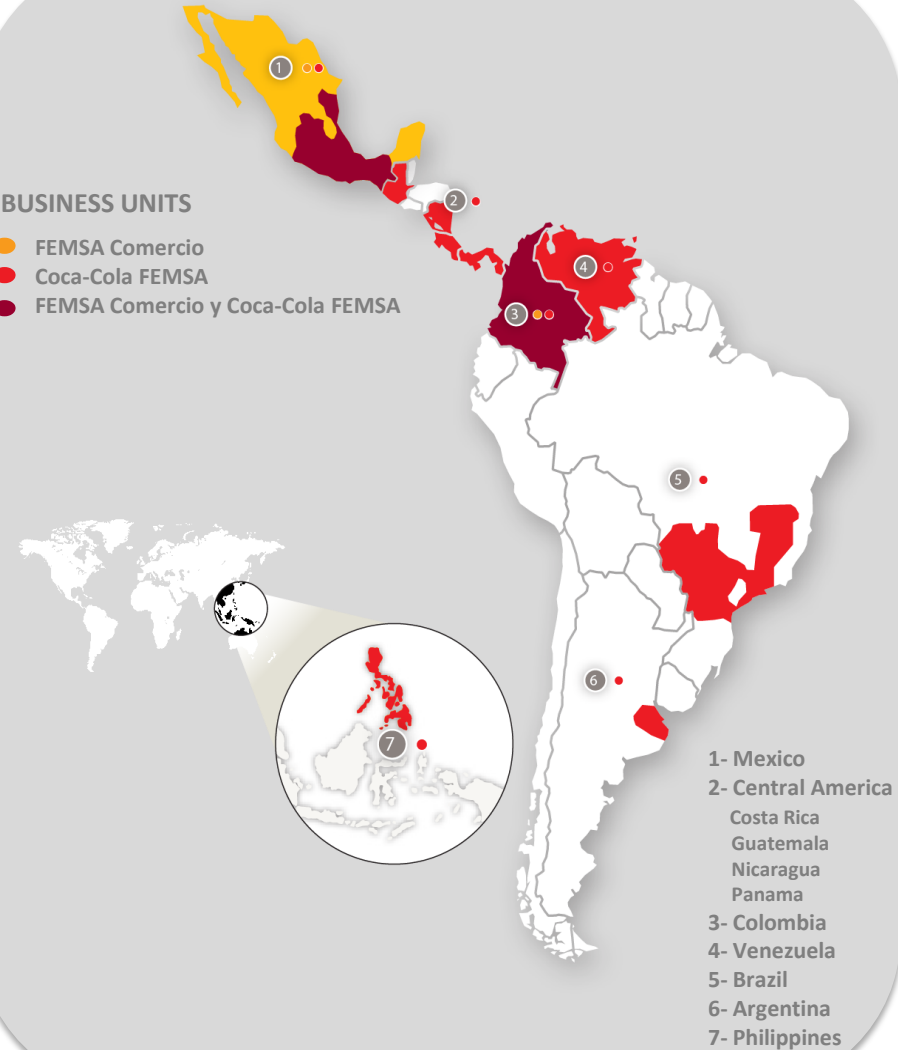 1
2
BUSINESS UNITS
FEMSA Comercio
Coca-Cola FEMSA
FEMSA Comercio y Coca-Cola FEMSA
4
3
5
6
7
1- Mexico
2- Central America
Costa Rica
Guatemala
Nicaragua
Panama
3- Colombia
4- Venezuela
5- Brazil
6- Argentina
7- Philippines